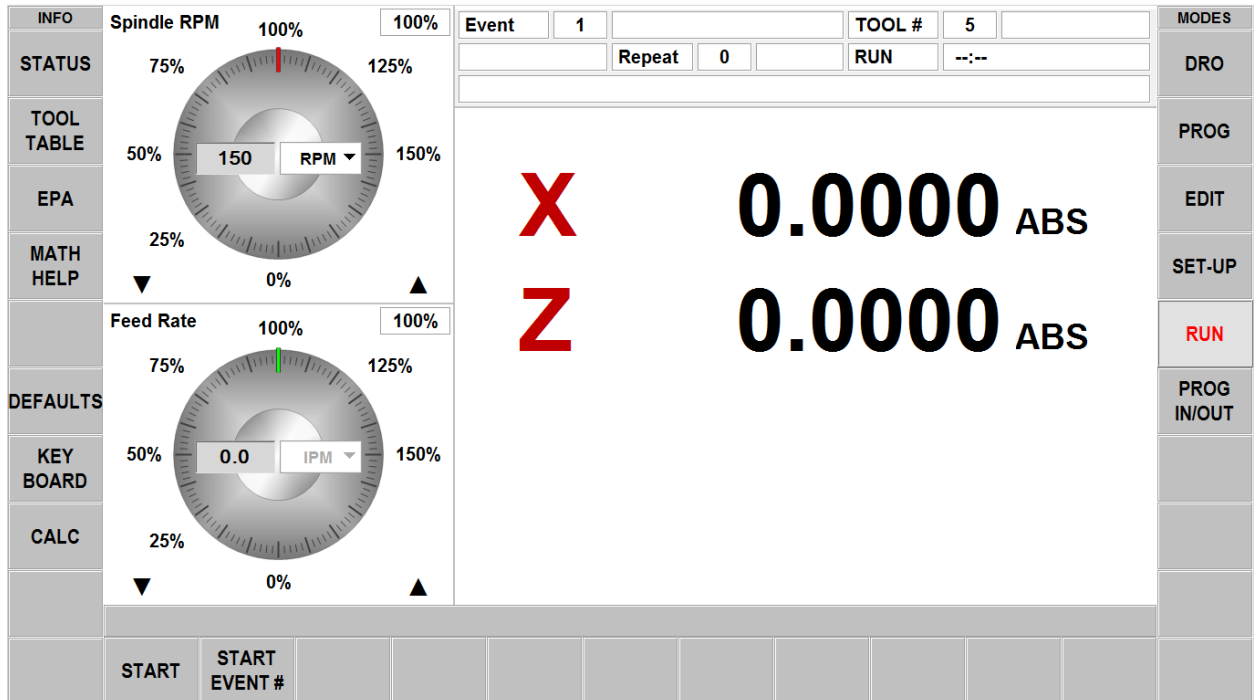 INFO
STATUS
TOOL
TABLE
EPA
MATH
HELP
DEFAULTS
KEY
BOARD
CALC
Spindle RPM
100%
100%
75%
125%
50%
150
RPM
150%
25%
0%
Feed Rate
100%
100%
75%
125%
50%
0.0
IPM
150%
25%
0%
Event
1
TOOL #
5
Repeat
0
RUN
--:--
X
0.0000 ABS
Z
0.0000 ABS
MODES
DRO
PROG
EDIT
SET-UP
RUN
PROG
IN/OUT
START
START
EVENT #